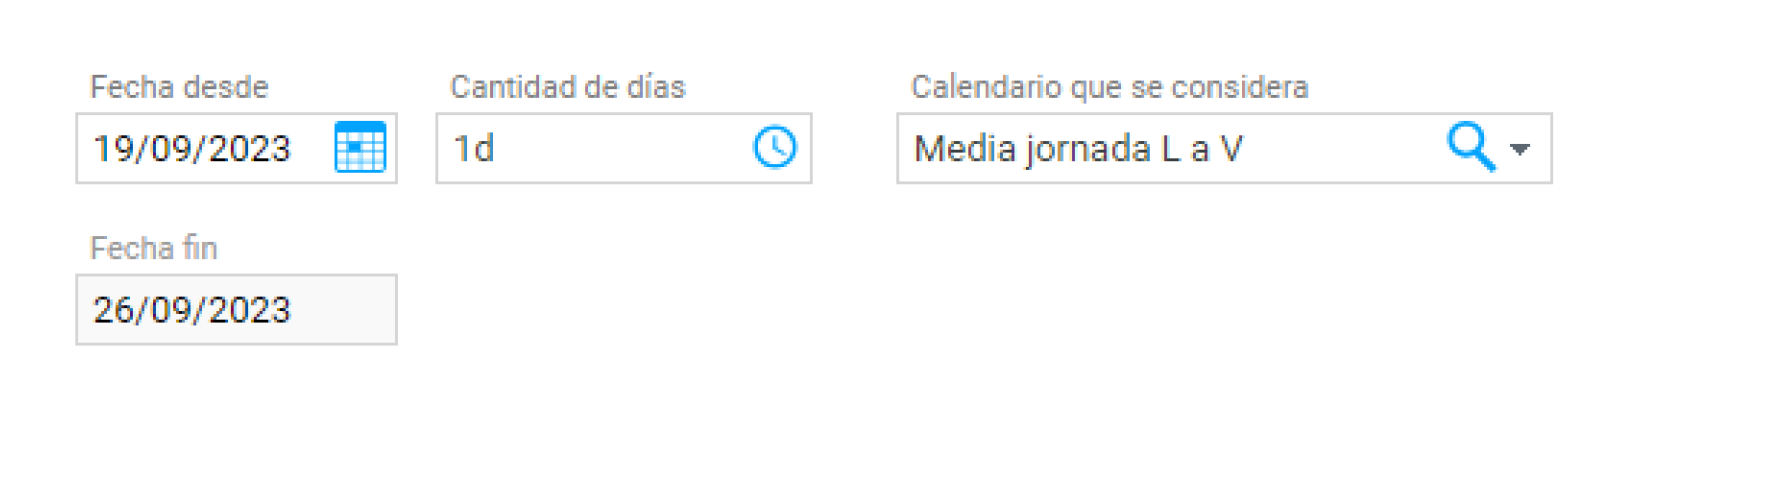 Fecha desde Cantidad de días Calendario que se considera
19/09/2023 1d Media jornada L a V
Fecha fin
26/09/2023